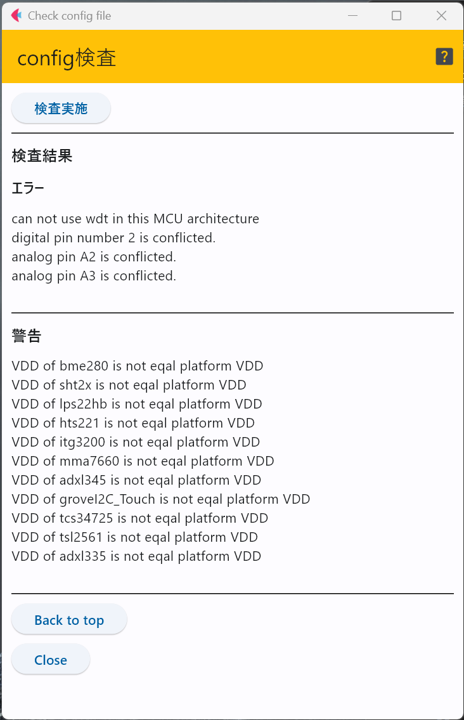 Check config file
config検査
?
検査実施
検査結果
エラー
can not use wdt in this MCU architecture
digital pin number 2 is conflicted.
analog pin A2 is conflicted.
analog pin A3 is conflicted.
警告
VDD of bme280 is not eqal platform VDD
VDD of sht2x is not eqal platform VDD
VDD of lps22hb is not eqal platform VDD
VDD of hts221 is not eqal platform VDD
VDD of itg3200 is not eqal platform VDD
VDD of mma7660 is not eqal platform VDD
VDD of adxl345 is not eqal platform VDD
VDD of groveI2C_Touch is not eqal platform VDD
VDD of tcs34725 is not eqal platform VDD
VDD of tsl2561 is not eqal platform VDD
VDD of adxl335 is not eqal platform VDD
Back to top
Close